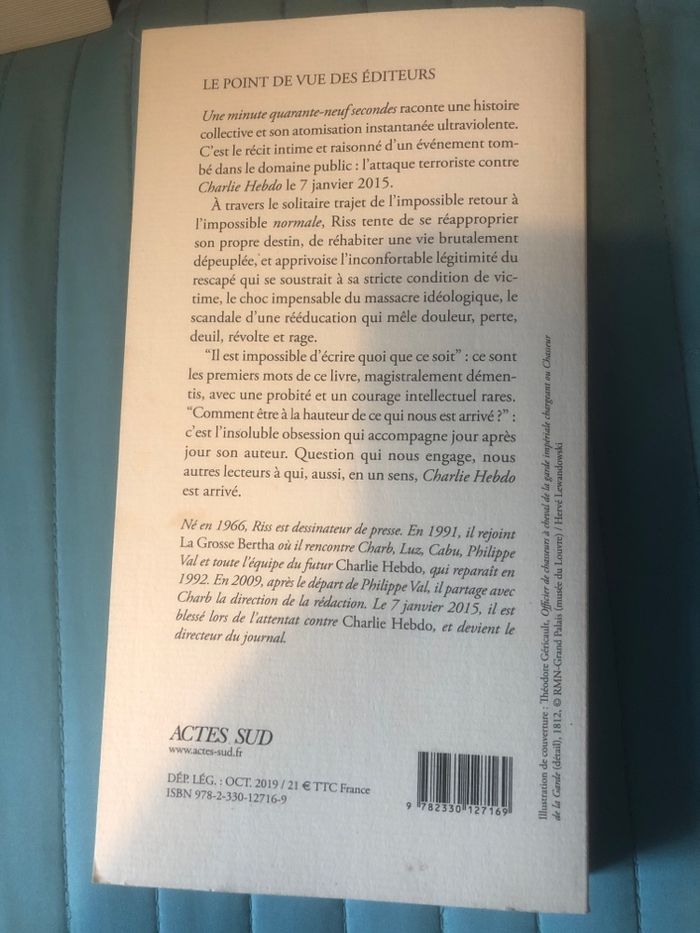 LE POINT DE VUE DES ÉDITEURS
Une minute quarante-neuf secondes raconte une histoire
collective et son atomisation instantanée ultraviolente.
C’est le récit intime et raisonné d’un événement tom-
bé dans le domaine public : l’attaque terroriste contre
Charlie Hebdo le 7 janvier 2015.
À travers le solitaire trajet de l’impossible retour à
l’impossible normale, Riss tente de se réapproprier
son propre destin, de réhabiter une vie brutalement
dépeuplée, et apprivoise l’inconfortable légitimité du
rescapé qui se soustrait à sa stricte condition de vic-
time, le choc impensable du massacre idéologique, le
scandale d’une rééducation qui mêle douleur, perte,
deuil, révolte et rage.
“Il est impossible d’écrire quoi que ce soit” : ce sont
les premiers mots de ce livre, magistralement démen-
tis, avec une probité et un courage intellectuel rares.
“Comment être à la hauteur de ce qui nous est arrivé ?” :
c’est l’insoluble obsession qui accompagne jour après
jour son auteur. Question qui nous engage, nous
autres lecteurs à qui, aussi, en un sens, Charlie Hebdo
est arrivé.
Né en 1966, Riss est dessinateur de presse. En 1991, il rejoint
La Grosse Bertha où il rencontre Charb, Luz, Cabu, Philippe
Val et toute l’équipe du futur Charlie Hebdo, qui reparaît en
1992. En 2009, après le départ de Philippe Val, il partage avec
Charb la direction de la rédaction. Le 7 janvier 2015, il est
blessé lors de l’attentat contre Charlie Hebdo, et devient le
directeur du journal.
ACTES SUD
www.actes-sud.fr
DÉP. LÉG. : OCT. 2019 / 21 € TTC France
ISBN 978-2-330-12716-9
9 782330 127169
Illustration de couverture : Théodore Géricault, Officier de chasseurs à cheval de la garde impériale chargeant ou Chasseur
de la Garde (détail), 1812, © RMN-Grand Palais (musée du Louvre) / Hervé Lewandowski